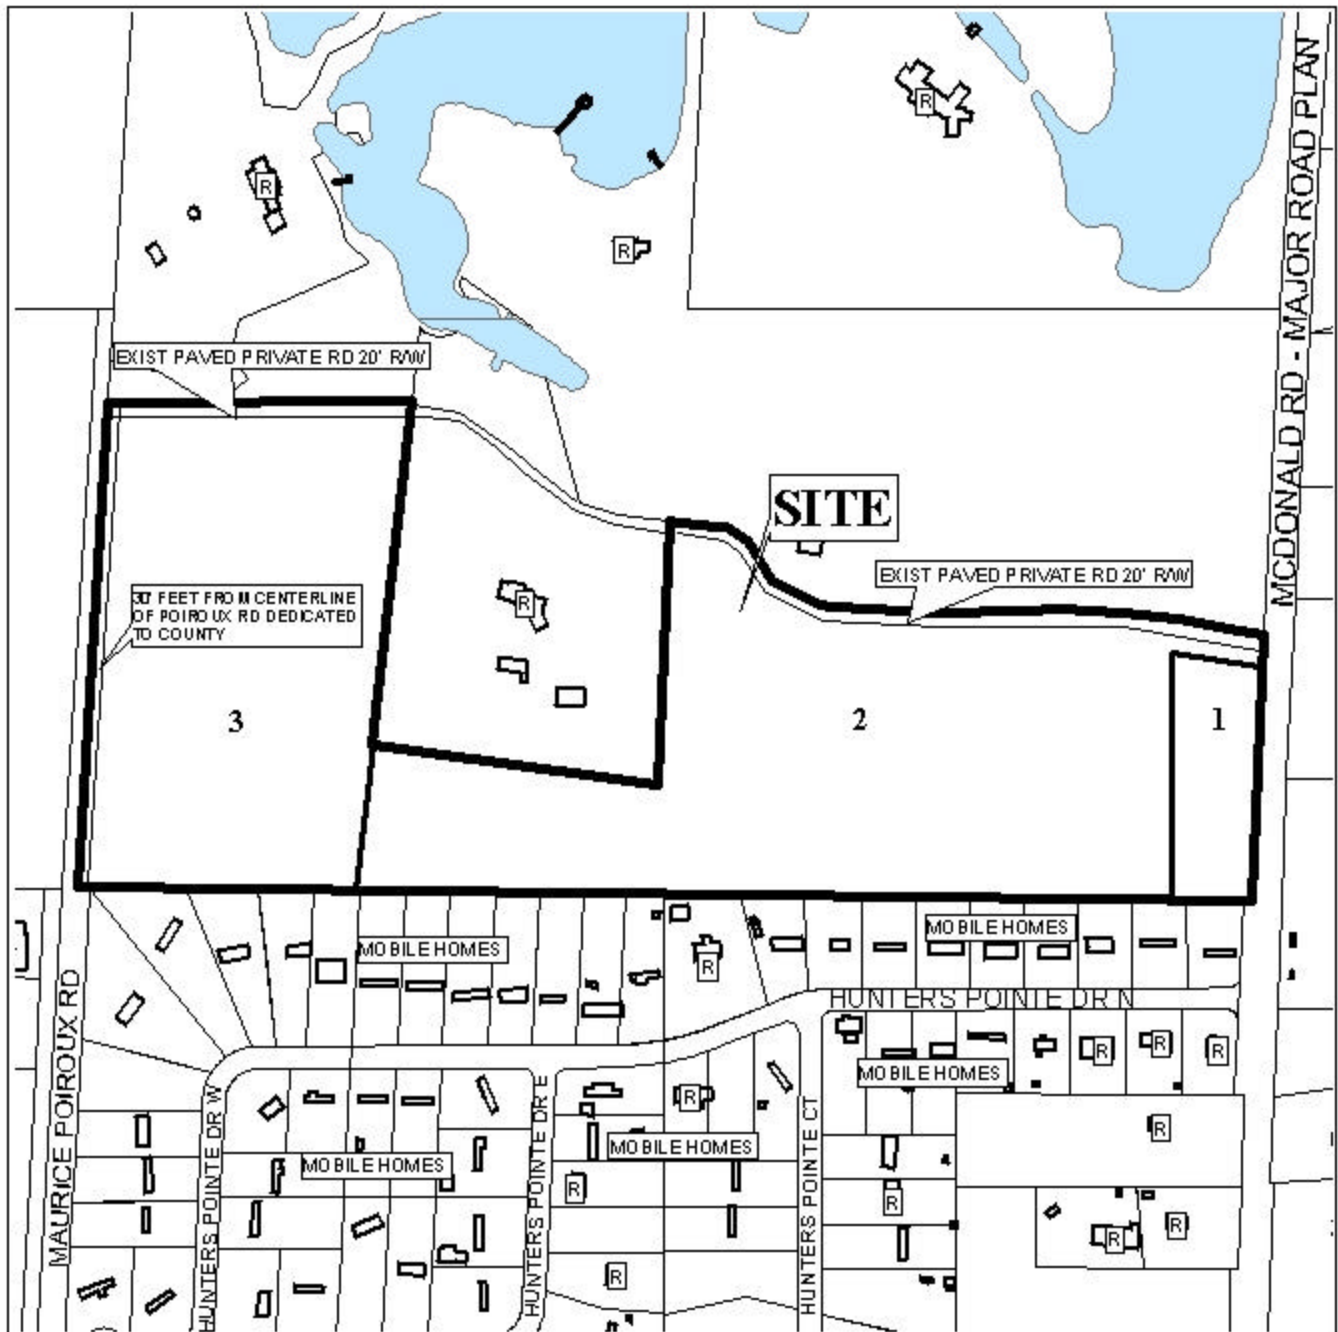 R
R
R
MCDONALD RD - MAJOR ROAD PLAN
EXIST PAVED PRIVATE RD 20' R/W
SITE
EXIST PAVED PRIVATE RD 20' R/W
30' FEET FROM CENTERLINE
OF POIROUX RD DEDICATED
TO COUNTY
R
3
2
1
MOBILE HOMES
MOBILE HOMES
R
HUNTERS POINTE DR N
MAURICE POIROUX RD
R
R
R
MOBILE HOMES
R
HUNTERS POINTE DR W
HUNTERS POINTE DR E
HUNTERS POINTE CT
R
MOBILE HOMES
MOBILE HOMES
R
R
R
R
R